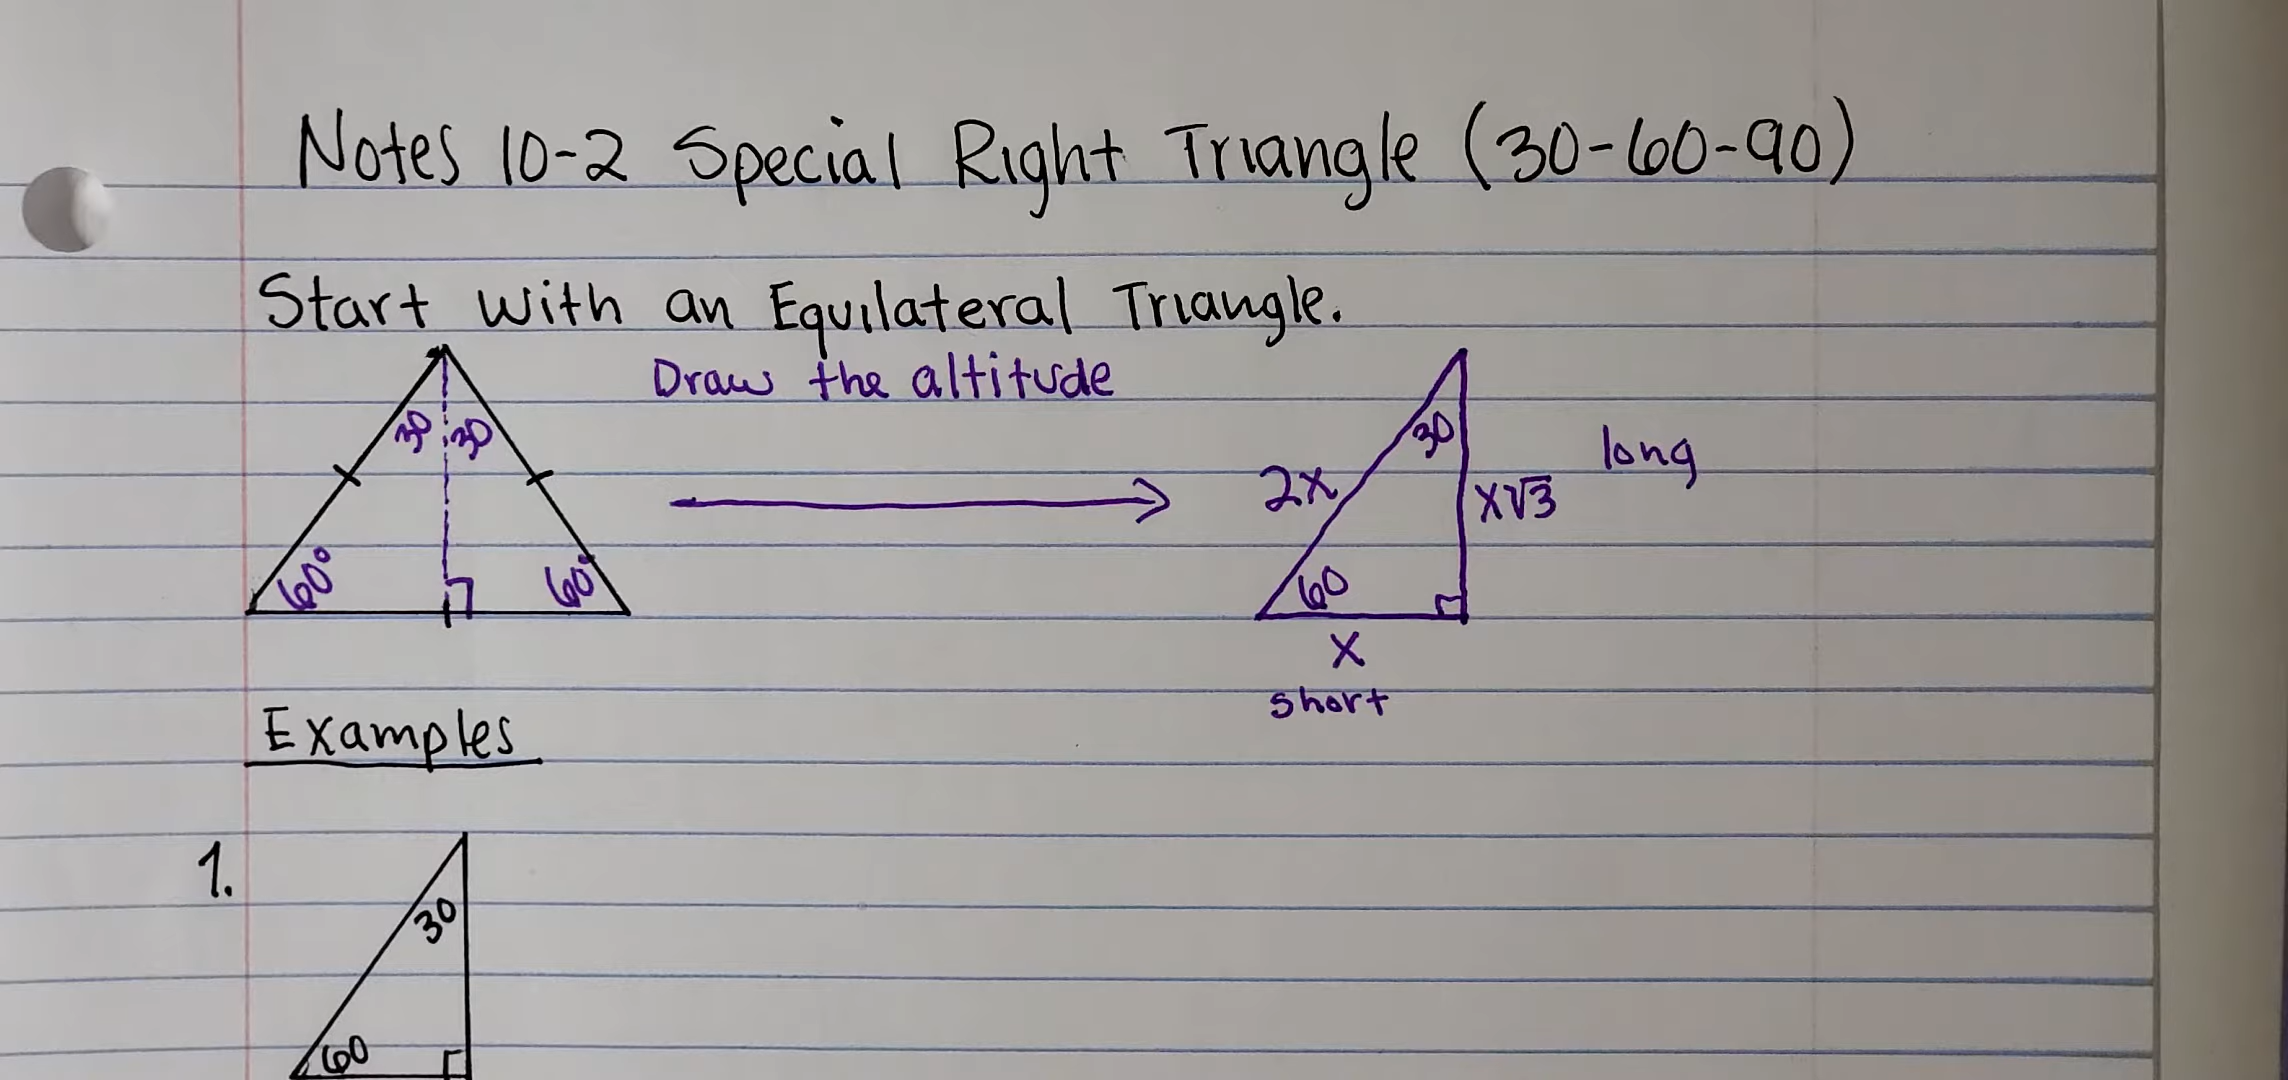 Notes 10-2 Special Right Triangle (30-60-90)
Start with an Equilateral Triangle.
Draw the altitude
30 30
60° 60°
30
2x
x√3
long
60
x
short
Examples
1.
30
60